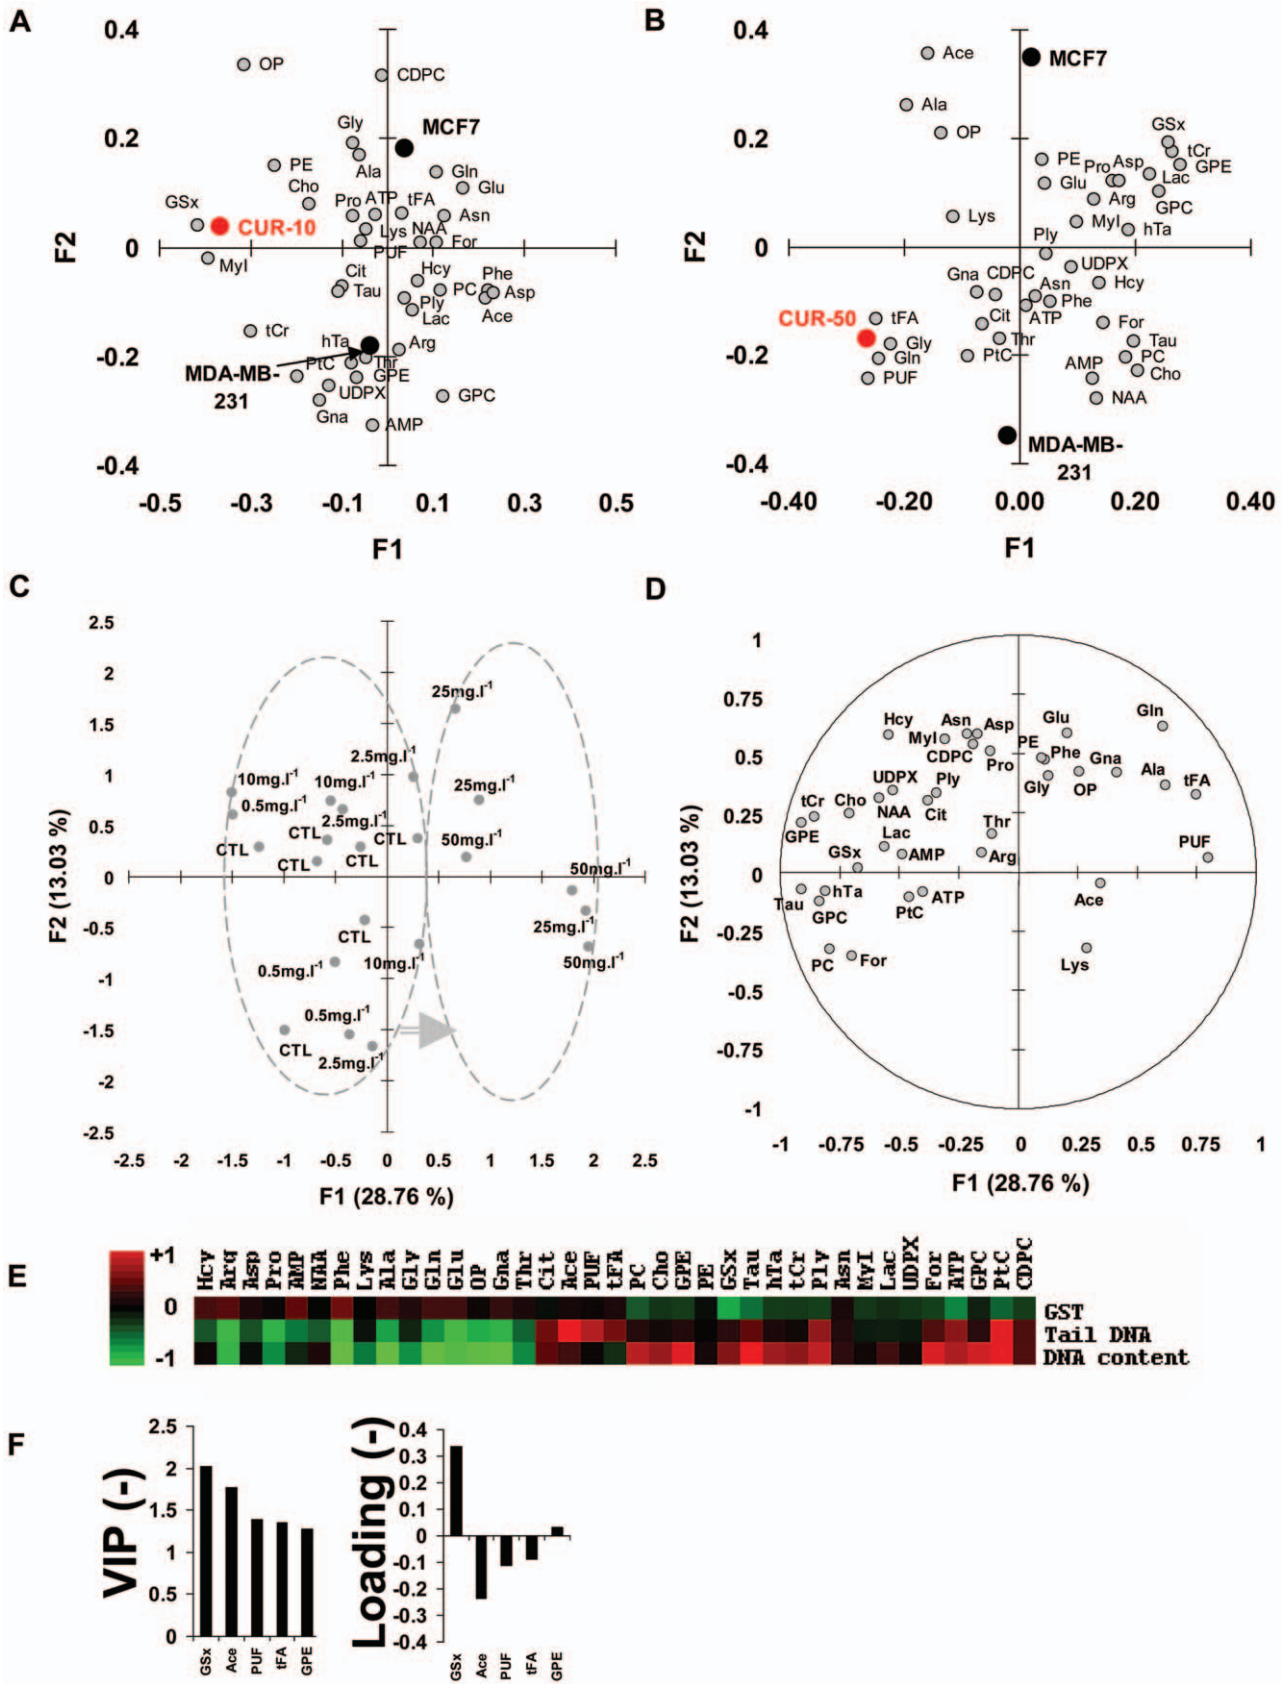 A
0.4
OP
CDPC
Gly
MCF7
0.2
PE
Ala
Gln
Glu
Cho
GSx
Pro
ATP
tFA
Asn
CUR-10
Lys
NAA
For
0
F2
MyI
PUF
Cit
Tau
Hcy
PC
Phe
Asp
Ply
Ace
Lac
tCr
hTa
Arg
-0.2
MDA-MB-
231
PtC
Thr
GPE
UDPX
GPC
Gna
AMP
-0.4
-0.5 -0.3 -0.1 0.1 0.3 0.5
F1
B
0.4
Ace
MCF7
Ala
OP
0.2
GSx
tCr
GPE
PE
Pro
Asp
Lac
Glu
Arg
GPC
Lys
MyI
hTa
0
F2
Ply
UDPX
Gna
CDPC
Hcy
Asn
Phe
CUR-50
tFA
Cit
ATP
For
Gly
Thr
Tau
-0.2
Gln
PtC
PC
PUF
AMP
Cho
NAA
MDA-MB-
231
-0.4
-0.40 -0.20 0.00 0.20 0.40
F1
C
2.5
2
1.5
1
0.5
0
-0.5
-1
-1.5
-2
-2.5
F2 (13.03 %)
25mg.l-1
2.5mg.l-1
10mg.l-1
10mg.l-1
25mg.l-1
0.5mg.l-1
2.5mg.l-1
CTL
CTL
50mg.l-1
CTL
CTL
CTL
50mg.l-1
CTL
25mg.l-1
0.5mg.l-1
10mg.l-1
50mg.l-1
0.5mg.l-1
CTL
2.5mg.l-1
-2.5 -2 -1.5 -1 -0.5 0 0.5 1 1.5 2 2.5
F1 (28.76 %)
D
1
0.75
0.5
0.25
0
-0.25
-0.5
-0.75
-1
F2 (13.03 %)
Hcy
Asn
Asp
Glu
Gln
MyI
CDPC
Pro
PE
Phe
Gna
UDPX
Ply
Gly
OP
Ala
tFA
tCr
Cho
NAA
Cit
GPE
Lac
Thr
GSx
AMP
Arg
PUF
Tau
hTa
GPC
PtC
ATP
Ace
PC
For
Lys
-1 -0.75 -0.5 -0.25 0 0.25 0.5 0.75 1
F1 (28.76 %)
E
+1
0
-1
Hcy Arg Asp Pro AMP NAA Phe Lys Ala Gly Gln Glu OP Gna Thr Cit Ace PUF tFA PC Cho GPE PE GSx Tau hTa tCr Ply Asn MyI Lac UDPX For ATP GPC PtC CDPC
GST
Tail DNA
DNA content
F
VIP (-)
2.5
2
1.5
1
0.5
0
GSx Ace PUF tFA GPE
Loading (-)
0.4
0.3
0.2
0.1
0
-0.1
-0.2
-0.3
-0.4
GSx Ace PUF tFA GPE